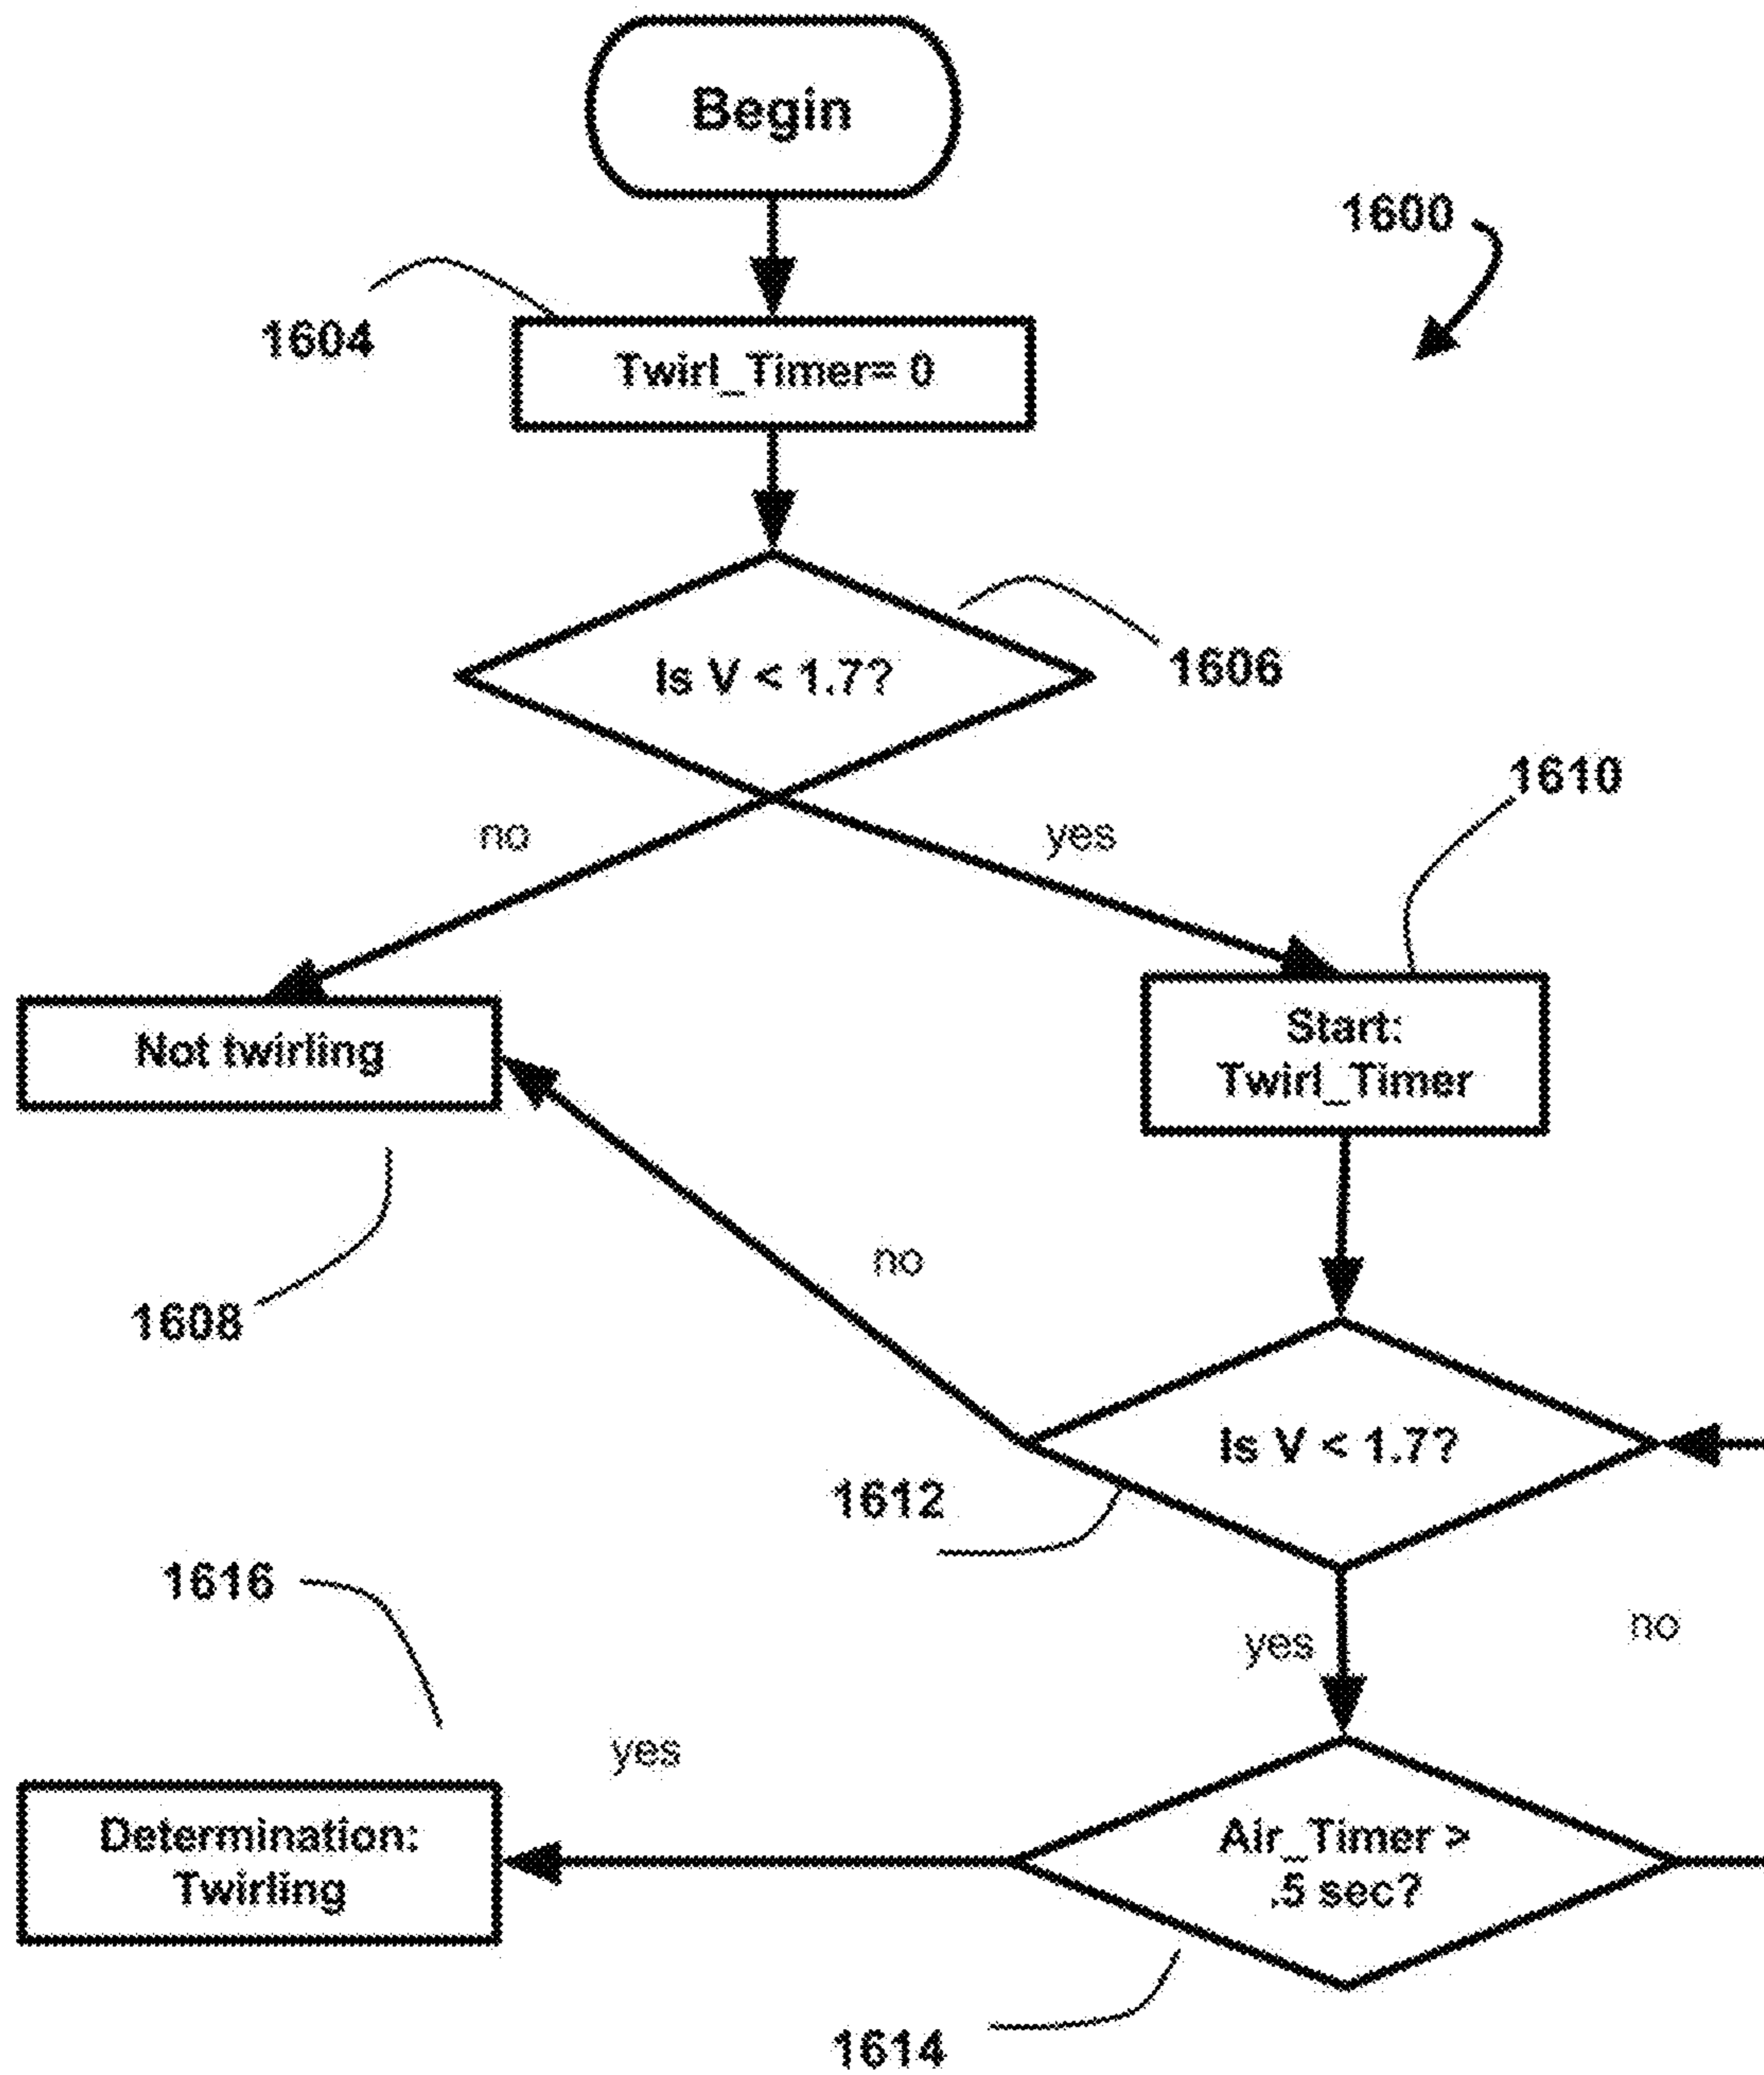 Begin
1600
1604
Twirl_Timer= 0
Is V < 1.7?
1606
1610
no
yes
Not twirling
Start:
Twirl_Timer
1608
no
Is V < 1.7?
1612
1616
yes
no
yes
Determination:
Twirling
Air_Timer >
.5 sec?
1614